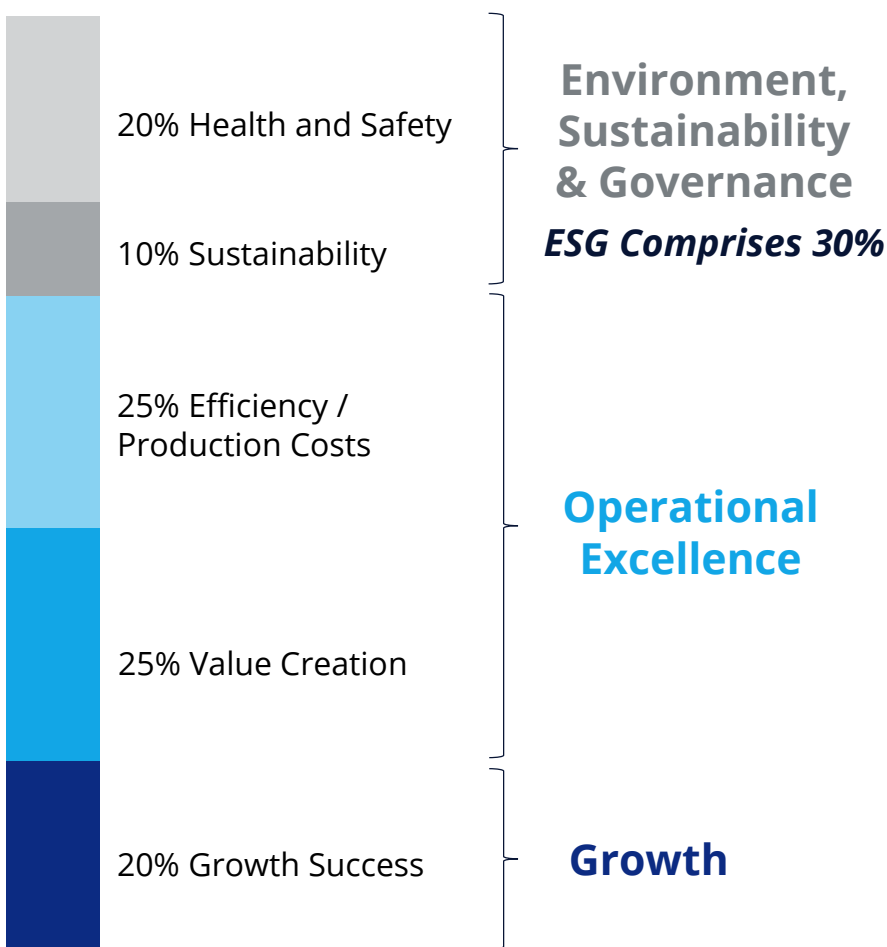 20% Health and Safety
10% Sustainability
25% Efficiency /
Production Costs
25% Value Creation
20% Growth Success
Environment,
Sustainability
& Governance
ESG Comprises 30%
Operational
Excellence
Growth